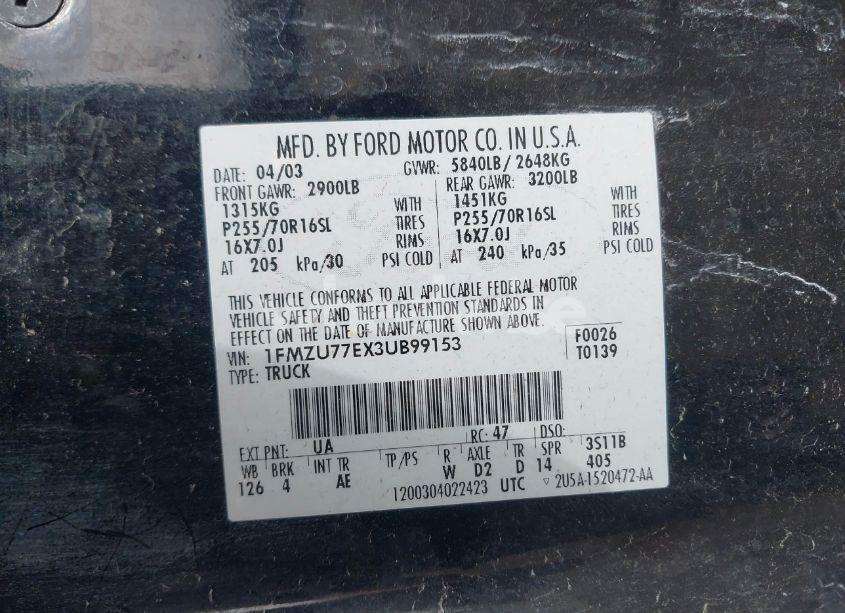 MFD. BY FORD MOTOR CO. IN U.S.A.
DATE: 04/03 GVWR: 5840LB/ 2648KG
FRONT GAWR: 2900LB REAR GAWR: 3200LB
1315KG WITH 1451KG WITH
P255/70R16SL TIRES P255/70R16SL TIRES
16X7.0J RIMS 16X7.0J RIMS
AT 205 kPa/30 PSI COLD AT 240 kPa/35 PSI COLD
THIS VEHICLE CONFORMS TO ALL APPLICABLE FEDERAL MOTOR
VEHICLE SAFETY AND THEFT PREVENTION STANDARDS IN
EFFECT ON THE DATE OF MANUFACTURE SHOWN ABOVE.
VIN: 1FMZU77EX3UB99153 F0026
TYPE: TRUCK T0139
EXT PNT: UA RC: 47 DSO:
WB BRK INT TR TP/PS R AXLE TR SPR 3S11B
126 4 AE W D2 D 14 405
1200304022423 UTC ▽ 2U5A-1520472-AA